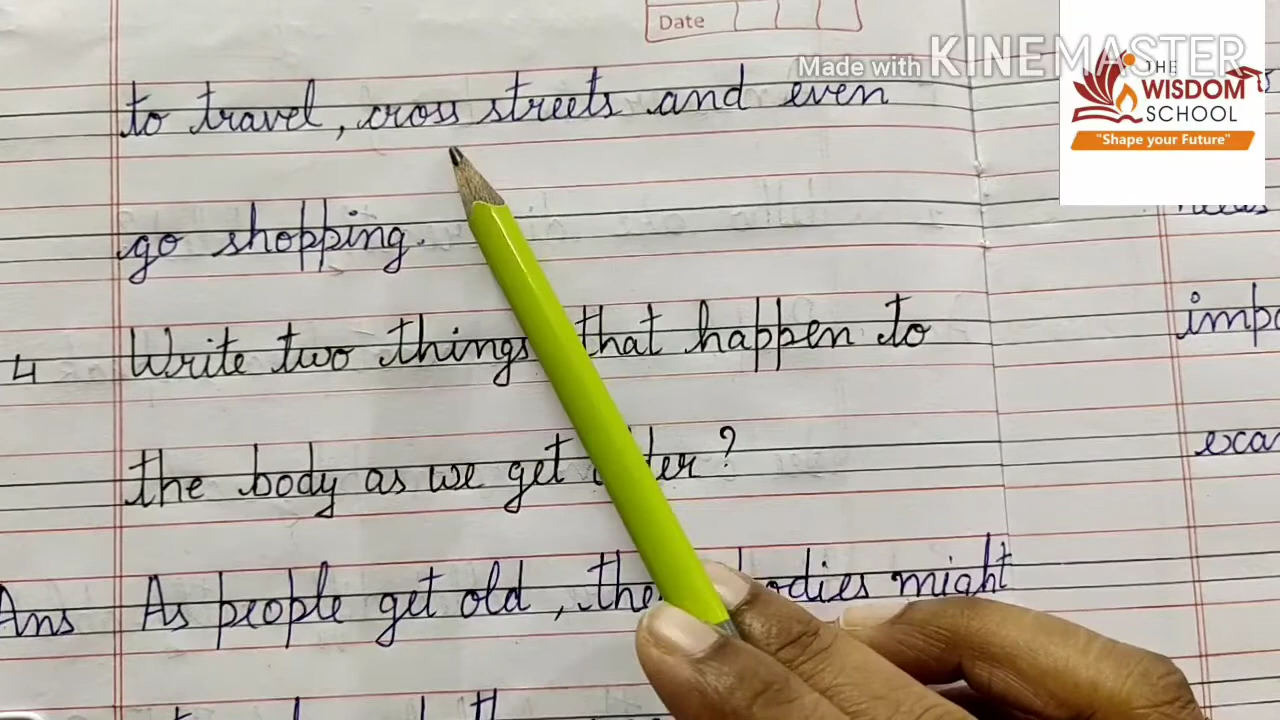 Date
Made with KINEMASTER
THE
WISDOM
SCHOOL
"Shape your Future"
to travel, cross streets and even
go shopping.
4 Write two things that happen to
the body as we get
Ans As people get old, bodies might